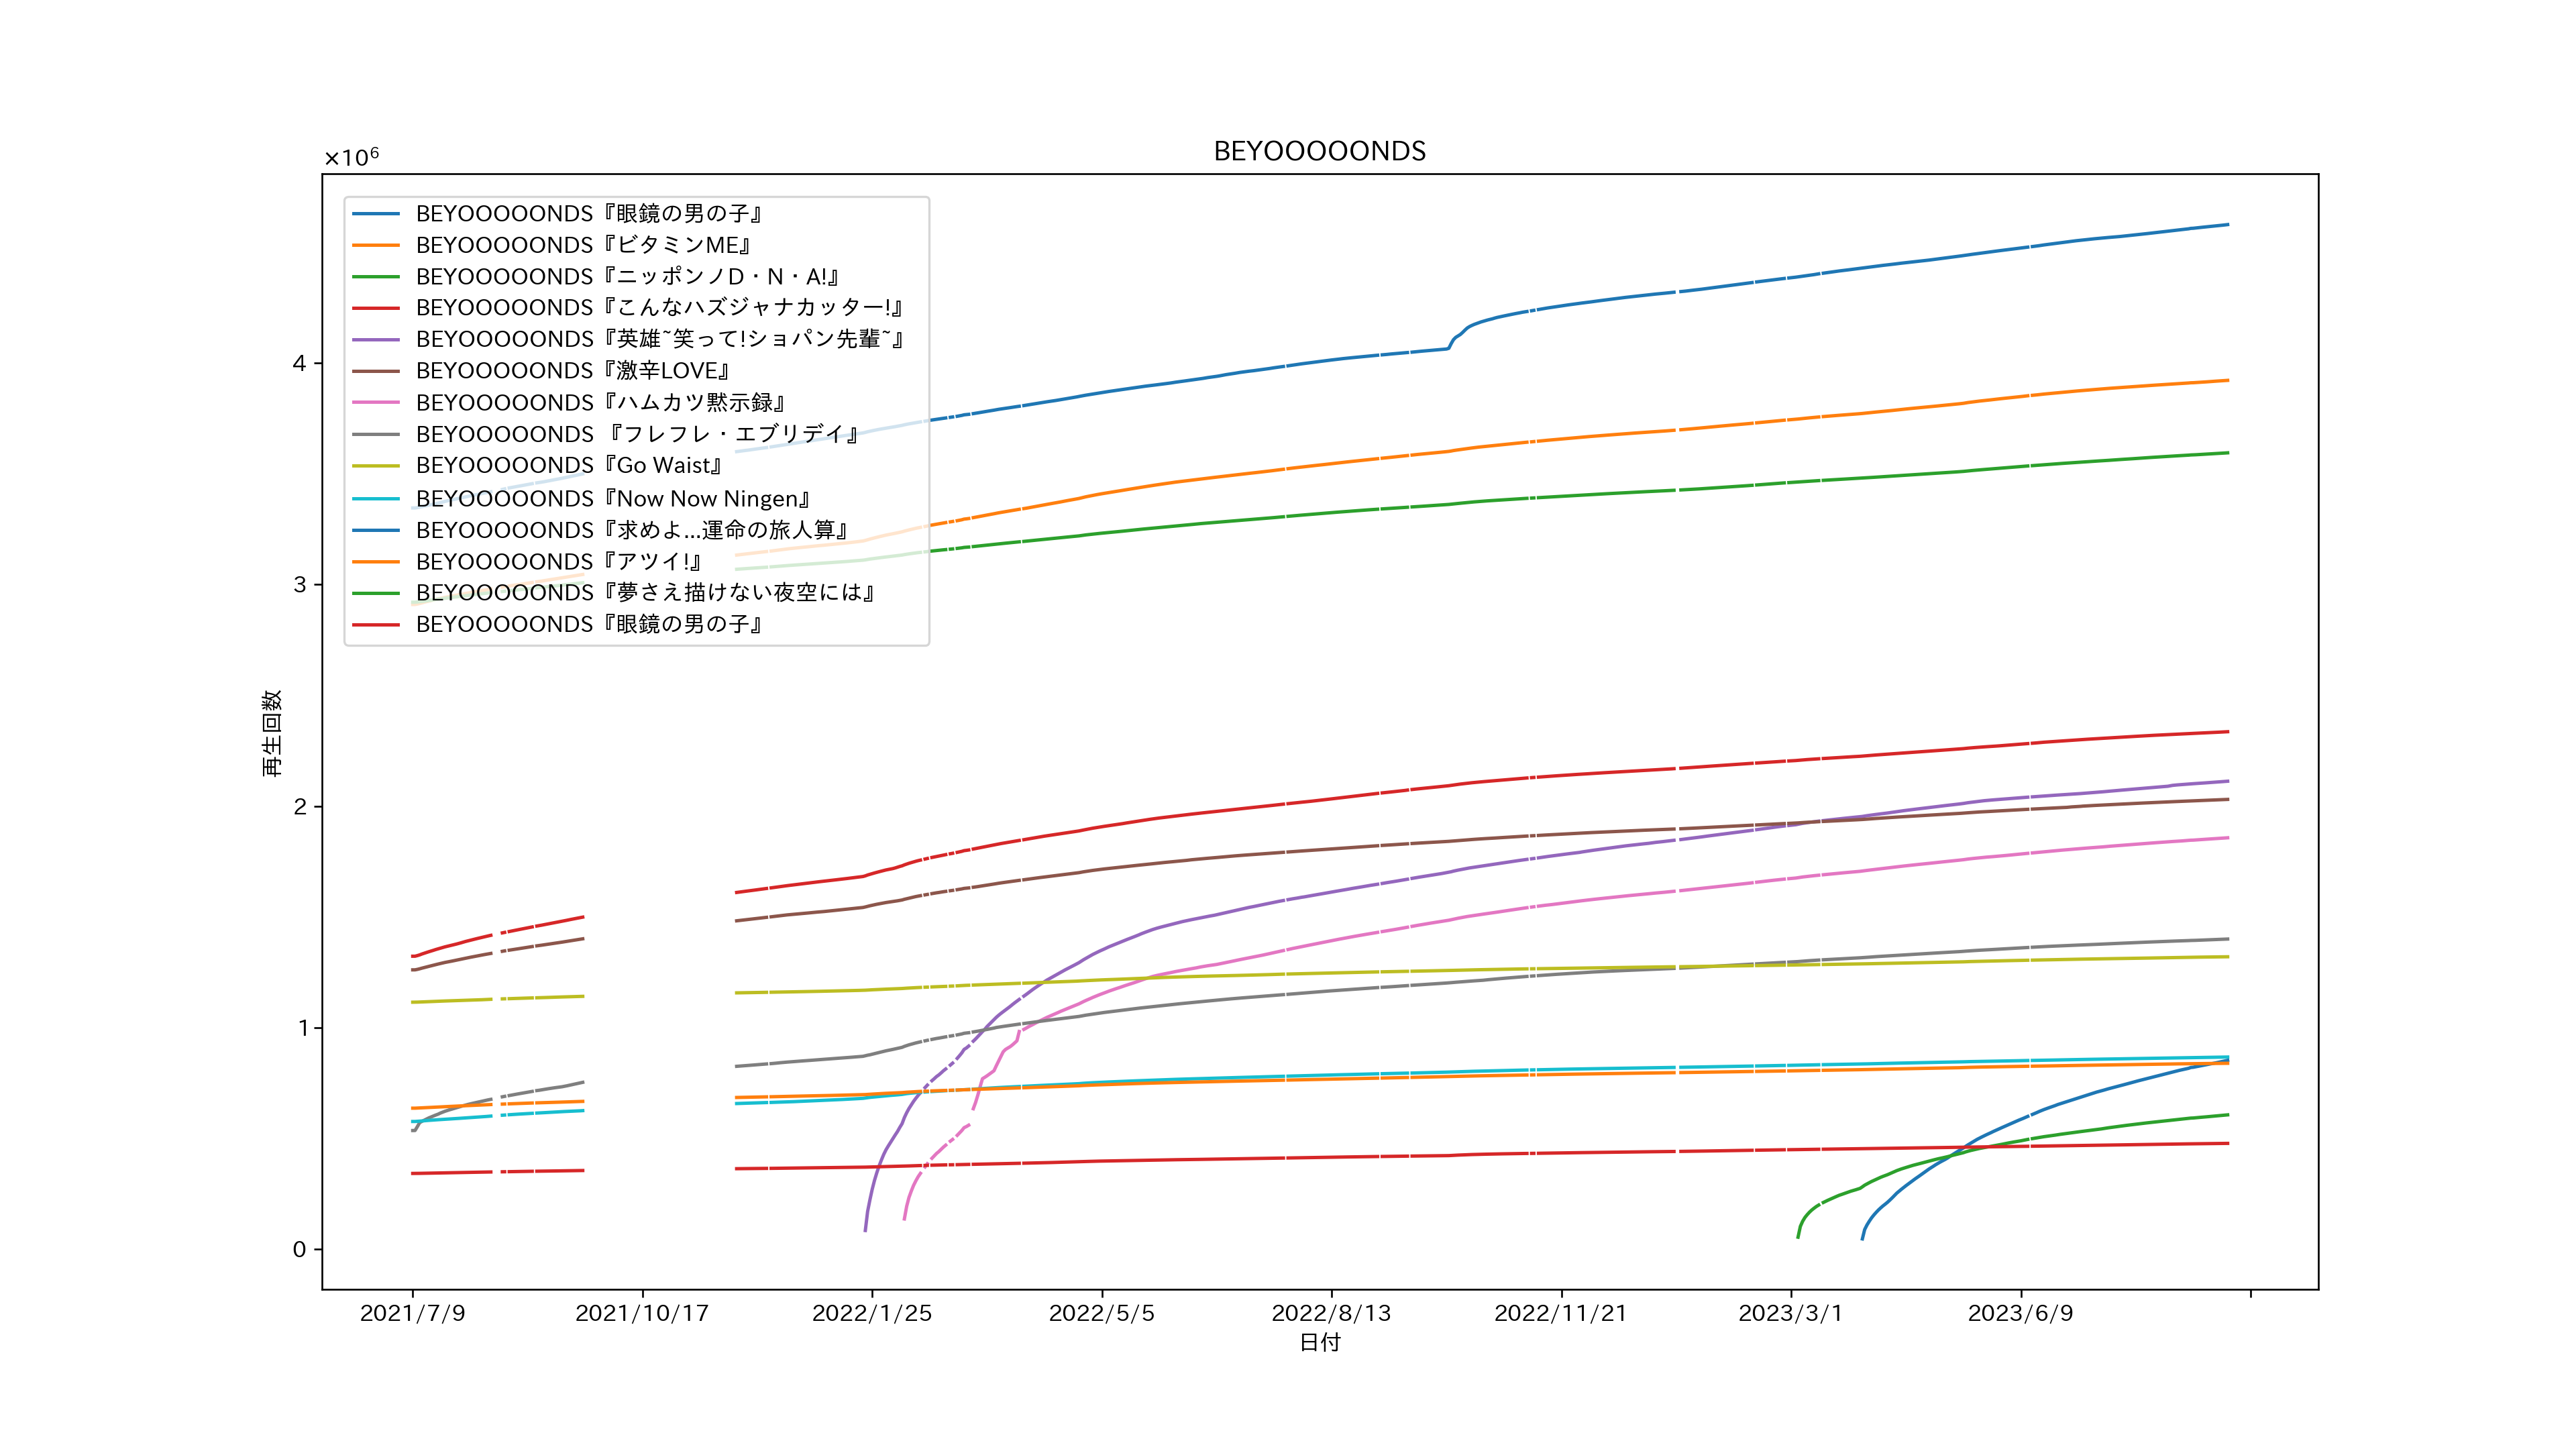 BEYOOOOONDS
×10⁶
BEYOOOOONDS『眼鏡の男の子』
BEYOOOOONDS『ビタミンME』
BEYOOOOONDS『ニッポンノD・N・A!』
BEYOOOOONDS『こんなハズジャナカッター!』
BEYOOOOONDS『英雄~笑って!ショパン先輩~』
BEYOOOOONDS『激辛LOVE』
BEYOOOOONDS『ハムカツ黙示録』
BEYOOOOONDS 『フレフレ・エブリデイ』
BEYOOOOONDS『Go Waist』
BEYOOOOONDS『Now Now Ningen』
BEYOOOOONDS『求めよ...運命の旅人算』
BEYOOOOONDS『アツイ!』
BEYOOOOONDS『夢さえ描けない夜空には』
BEYOOOOONDS『眼鏡の男の子』
4
3
2
1
0
再生回数
2021/7/9 2021/10/17 2022/1/25 2022/5/5 2022/8/13 2022/11/21 2023/3/1 2023/6/9
日付